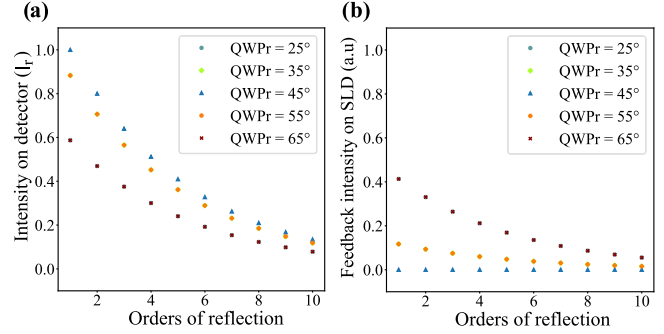 (a)
Intensity on detector (Iᵣ)
1.0
0.8
0.6
0.4
0.2
0.0
QWPr = 25°
QWPr = 35°
QWPr = 45°
QWPr = 55°
QWPr = 65°
2 4 6 8 10
Orders of reflection
(b)
Feedback intensity on SLD (a.u)
1.0
0.8
0.6
0.4
0.2
0.0
QWPr = 25°
QWPr = 35°
QWPr = 45°
QWPr = 55°
QWPr = 65°
2 4 6 8 10
Orders of reflection